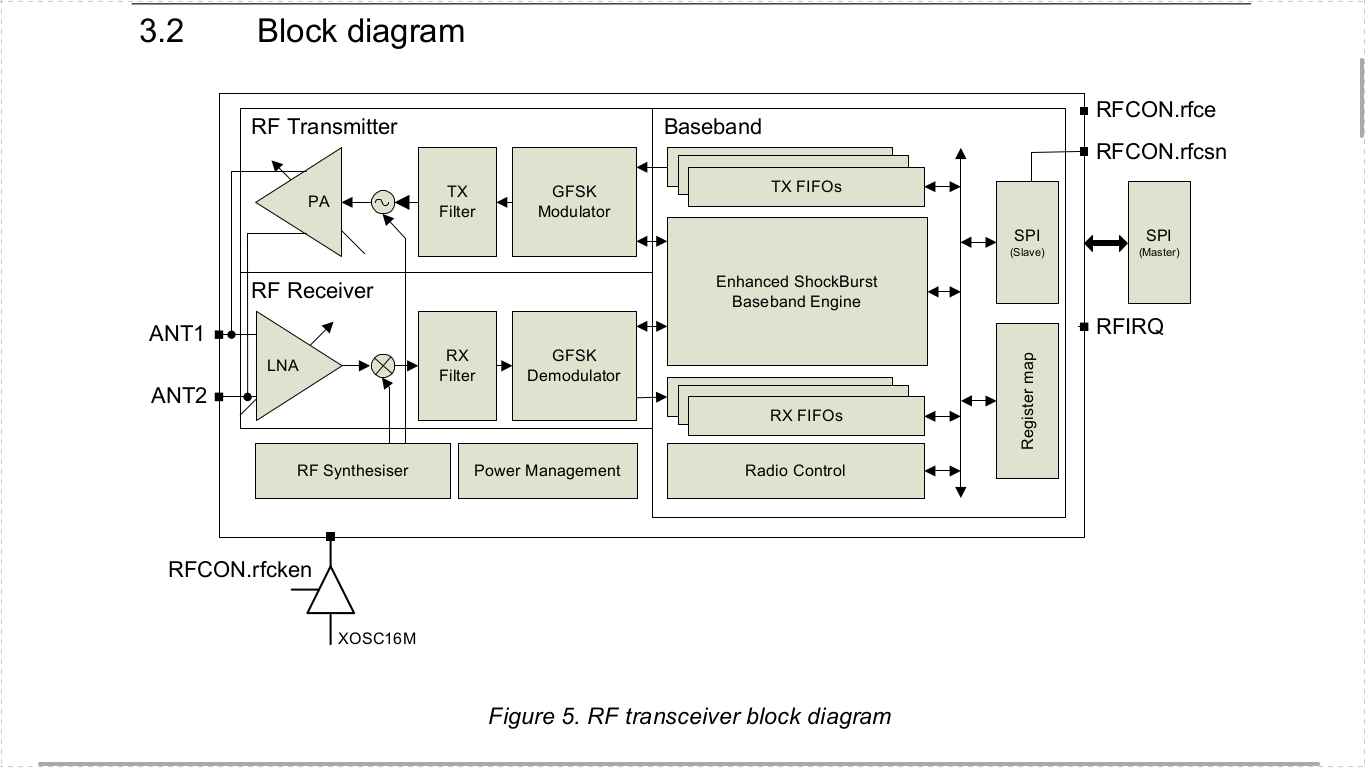 3.2 Block diagram
RFCON.rfce
RF Transmitter
Baseband
RFCON.rfcsn
TX FIFOs
PA
TX
Filter
GFSK
Modulator
SPI
(Slave)
SPI
(Master)
Enhanced ShockBurst
Baseband Engine
RF Receiver
ANT1
RFIRQ
LNA
RX
Filter
GFSK
Demodulator
ANT2
Register map
RX FIFOs
RF Synthesiser
Power Management
Radio Control
RFCON.rfcken
XOSC16M
Figure 5. RF transceiver block diagram